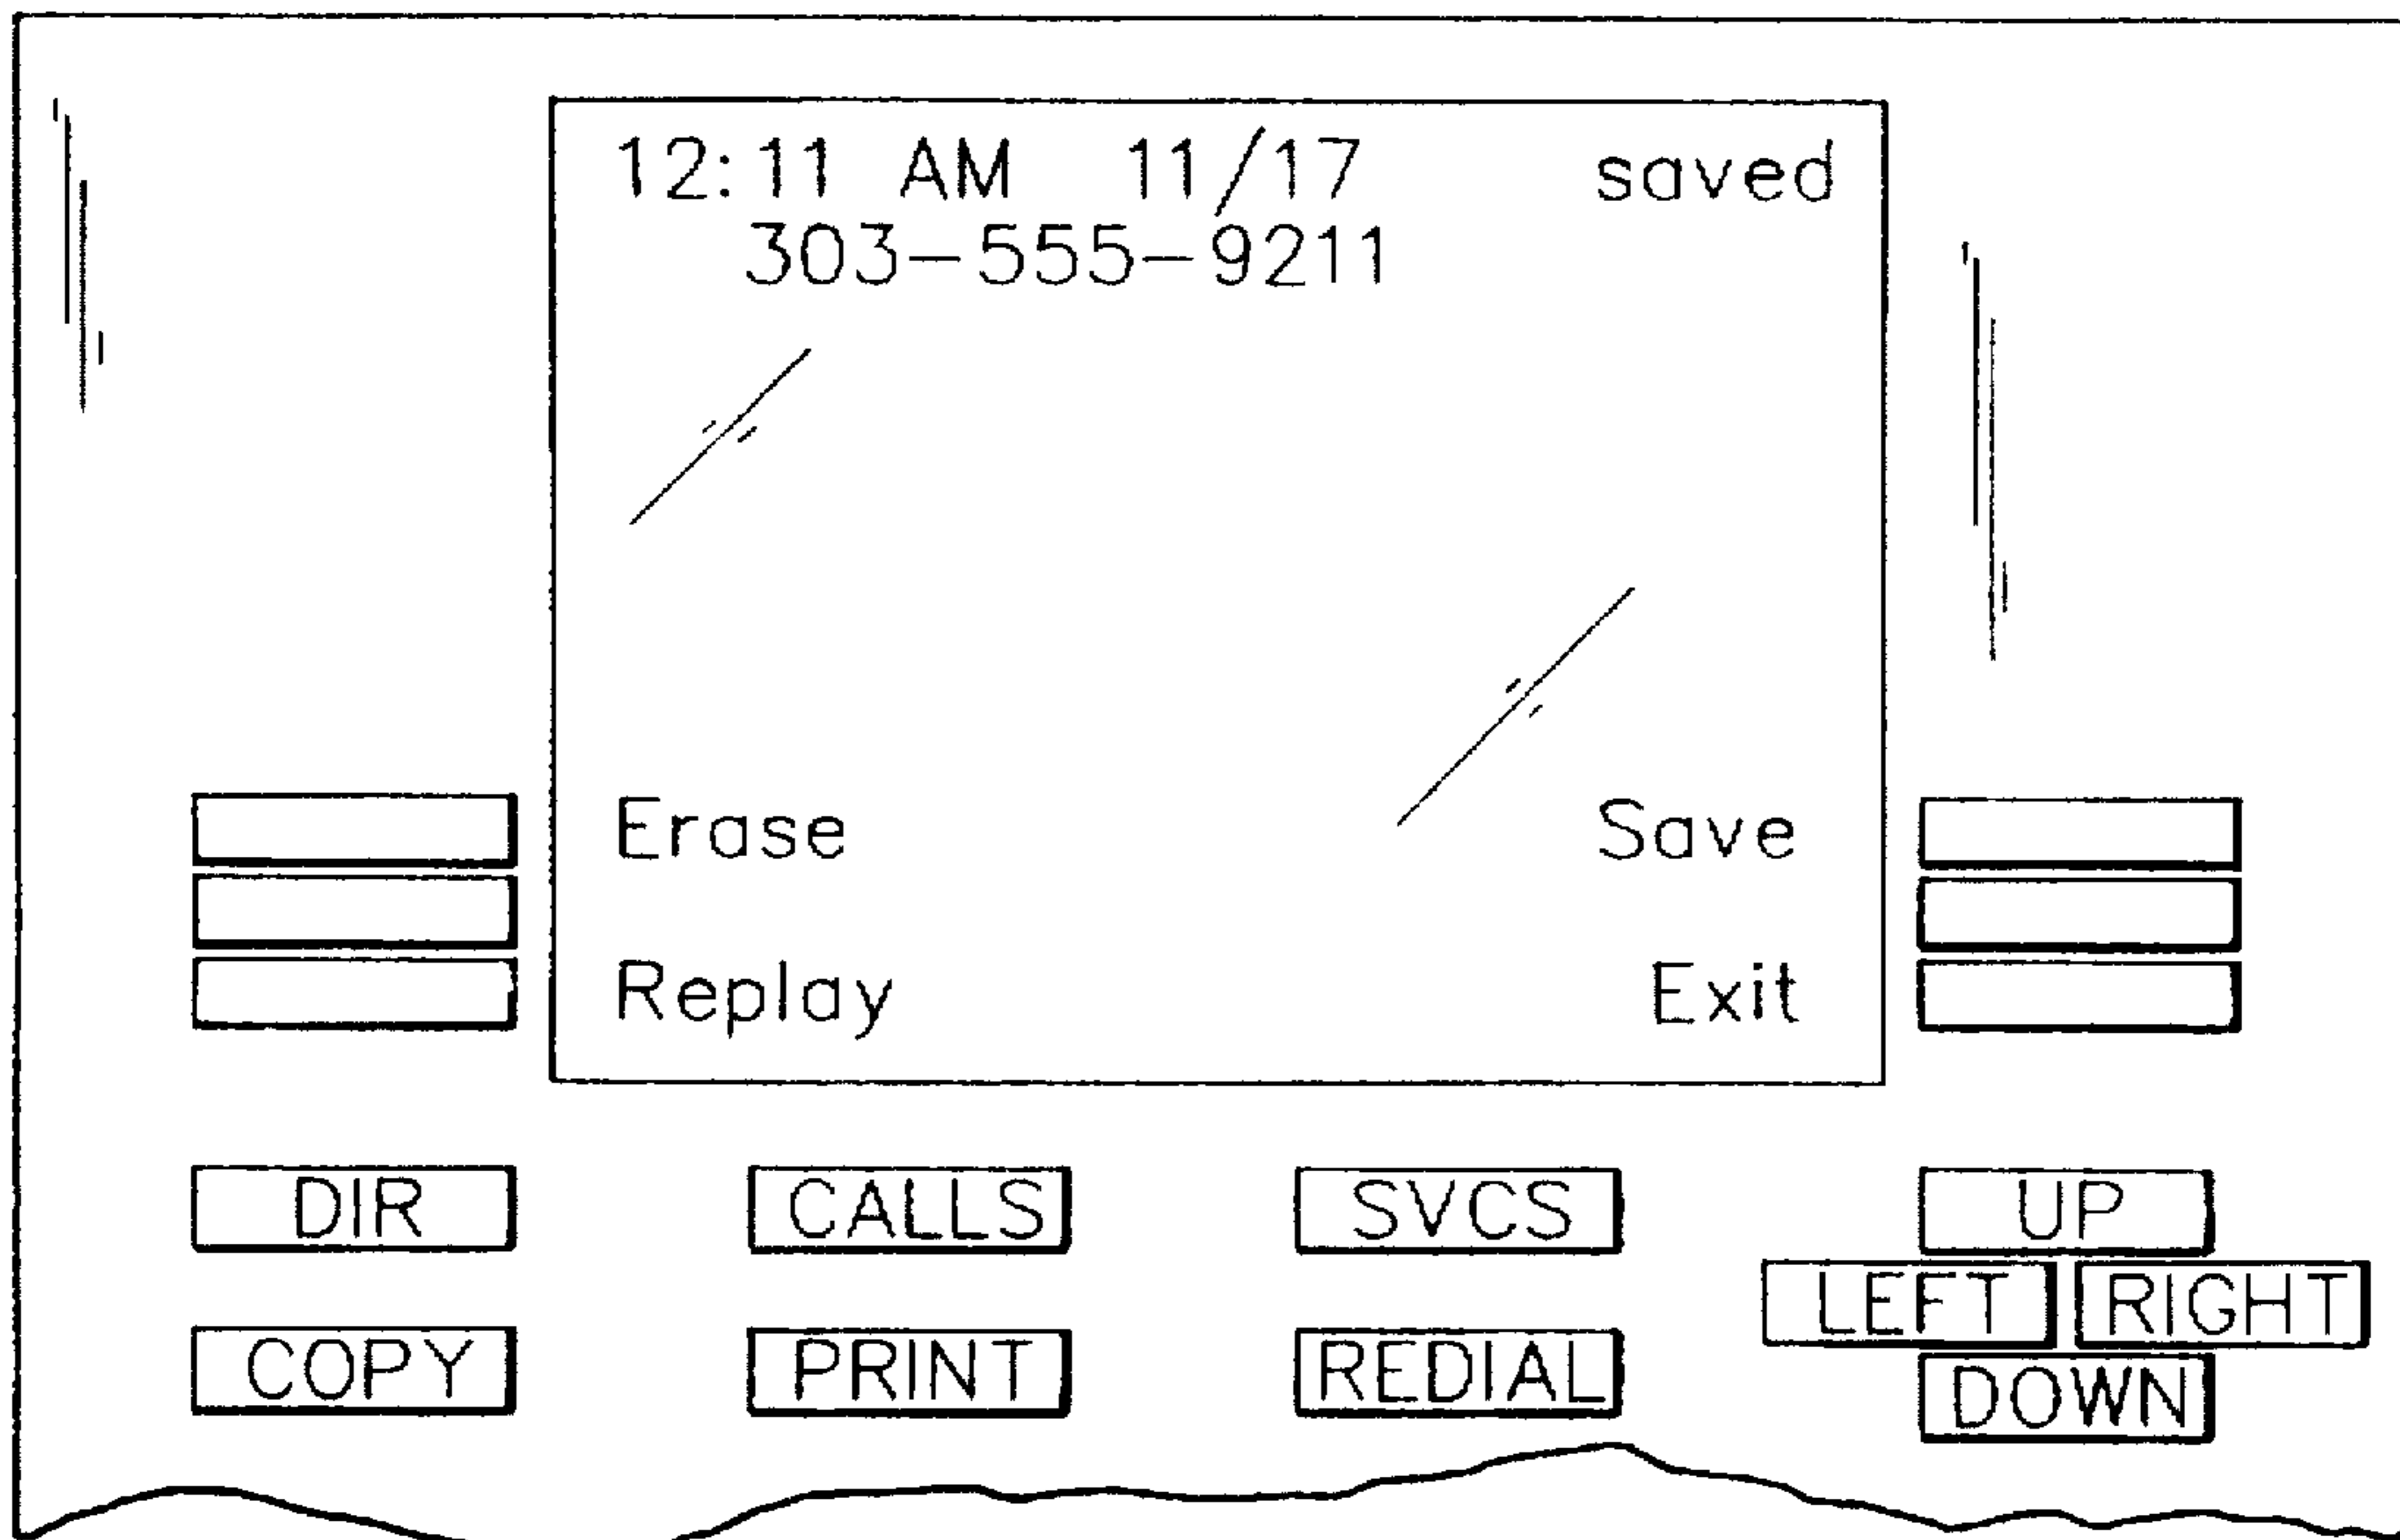 12:11 AM 11/17 saved
303-555-9211
Erase Save
Replay Exit
DIR CALLS SVCS UP
LEFT RIGHT
COPY PRINT REDIAL DOWN